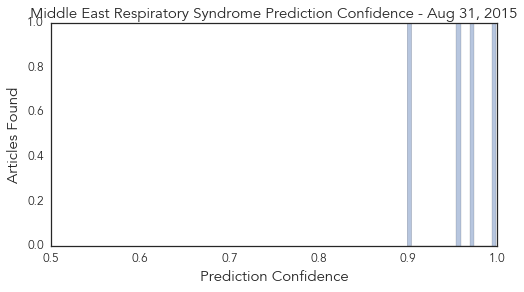 Middle East Respiratory Syndrome Prediction Confidence - Aug 31, 2015
1.0
0.8
0.6
0.4
0.2
0.0
Articles Found
0.5 0.6 0.7 0.8 0.9 1.0
Prediction Confidence